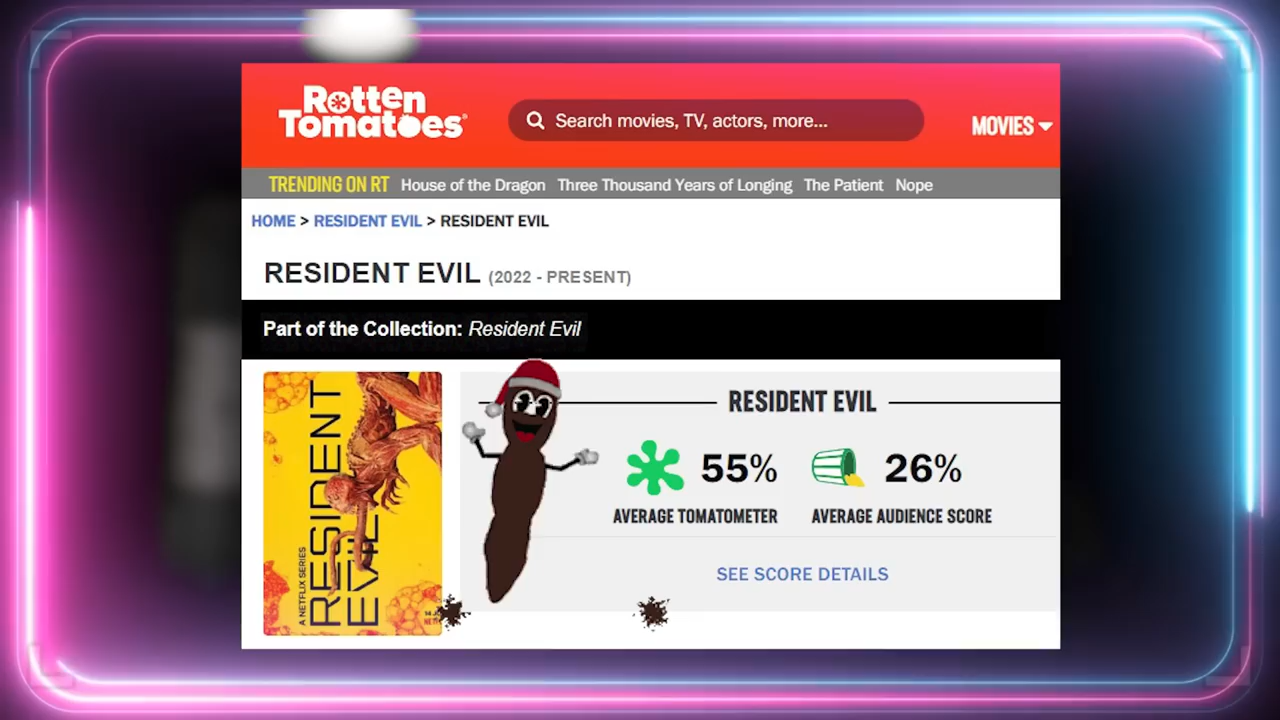 Rotten
Tomatoes
Search movies, TV, actors, more...
MOVIES
TRENDING ON RT House of the Dragon Three Thousand Years of Longing The Patient Nope
HOME > RESIDENT EVIL > RESIDENT EVIL
RESIDENT EVIL (2022 - PRESENT)
Part of the Collection: Resident Evil
A NETFLIX SERIES
RESIDENT
EVIL
RESIDENT EVIL
55% 26%
AVERAGE TOMATOMETER AVERAGE AUDIENCE SCORE
SEE SCORE DETAILS